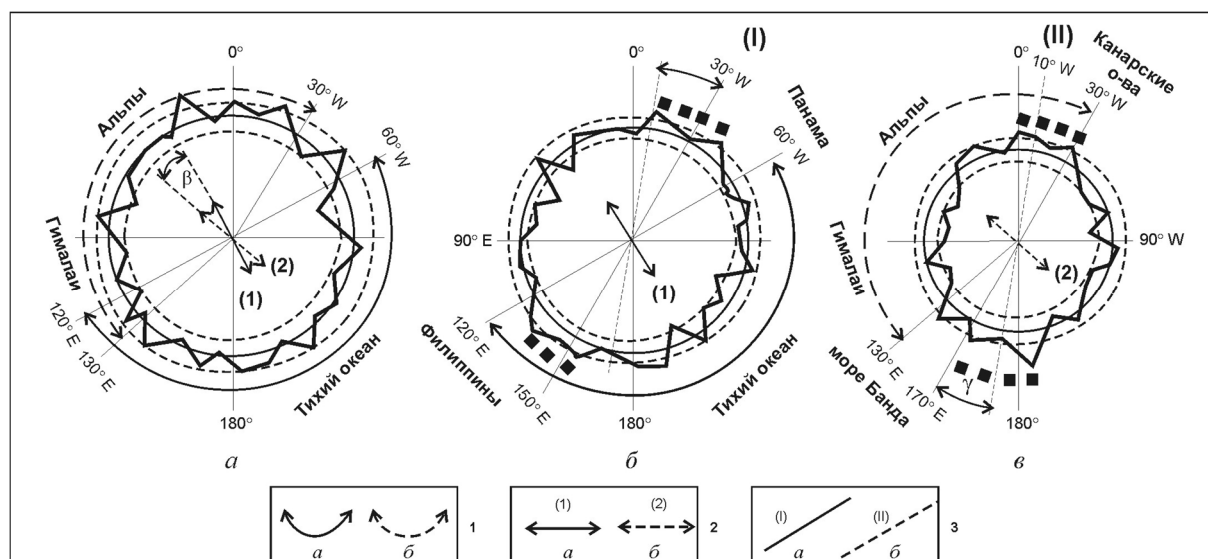 (I)
(II)
0°
30° W
60° W
Альпы
β
Гималаи
(2)
(1)
120° E
130° E
180°
Тихий океан
а
0°
30° W
Панама
60° W
90° E
(1)
120° E
Филиппины
150° E
180°
Тихий океан
б
0°
10° W
30° W
Канарские
о-ва
Альпы
Гималаи
90° W
(2)
130° E
море Банда
170° E
γ
180°
в
а
б
1
(1)
(2)
а
б
2
(I)
(II)
а
б
3